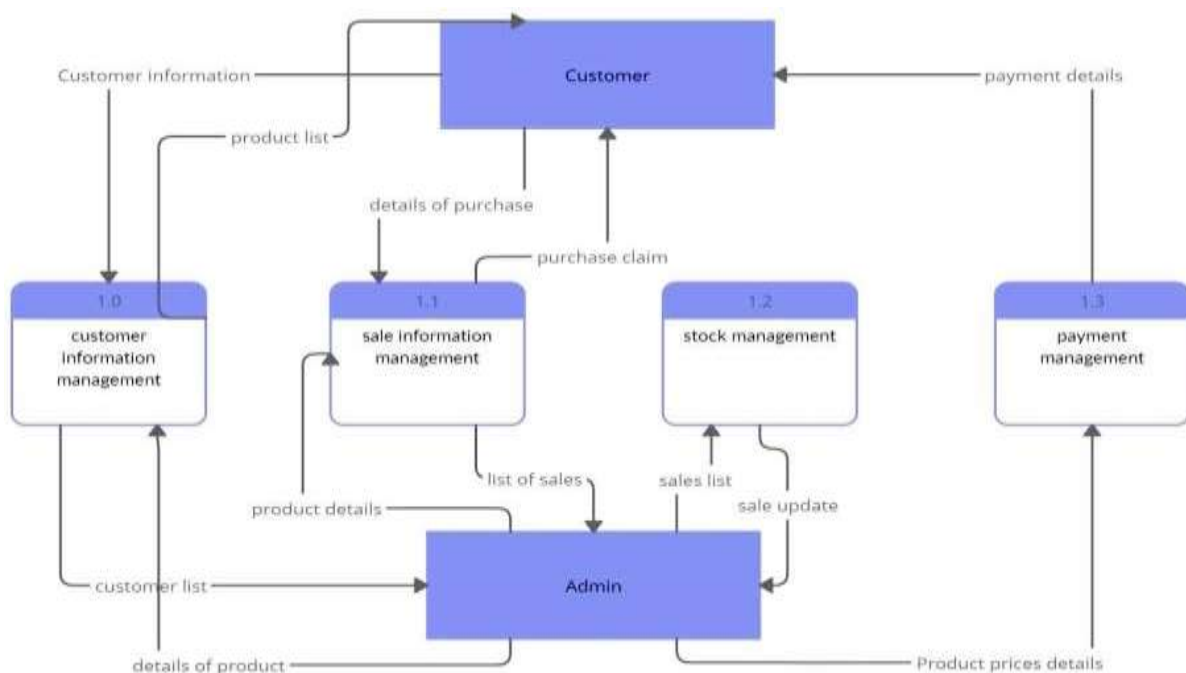 Customer
Customer information
payment details
product list
details of purchase
purchase claim
1.0
customer
information
management
1.1
sale information
management
1.2
stock management
1.3
payment
management
list of sales
sales list
product details
sale update
customer list
Admin
details of product
Product prices details